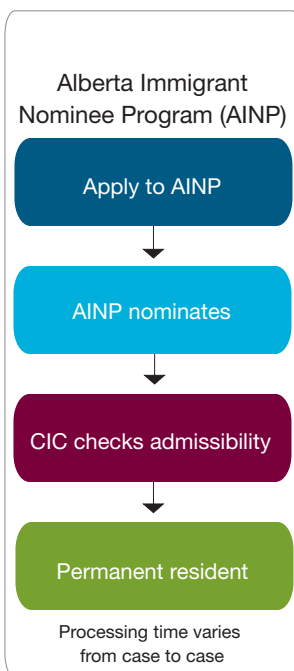 Alberta Immigrant
Nominee Program (AINP)
Apply to AINP
AINP nominates
CIC checks admissibility
Permanent resident
Processing time varies
from case to case